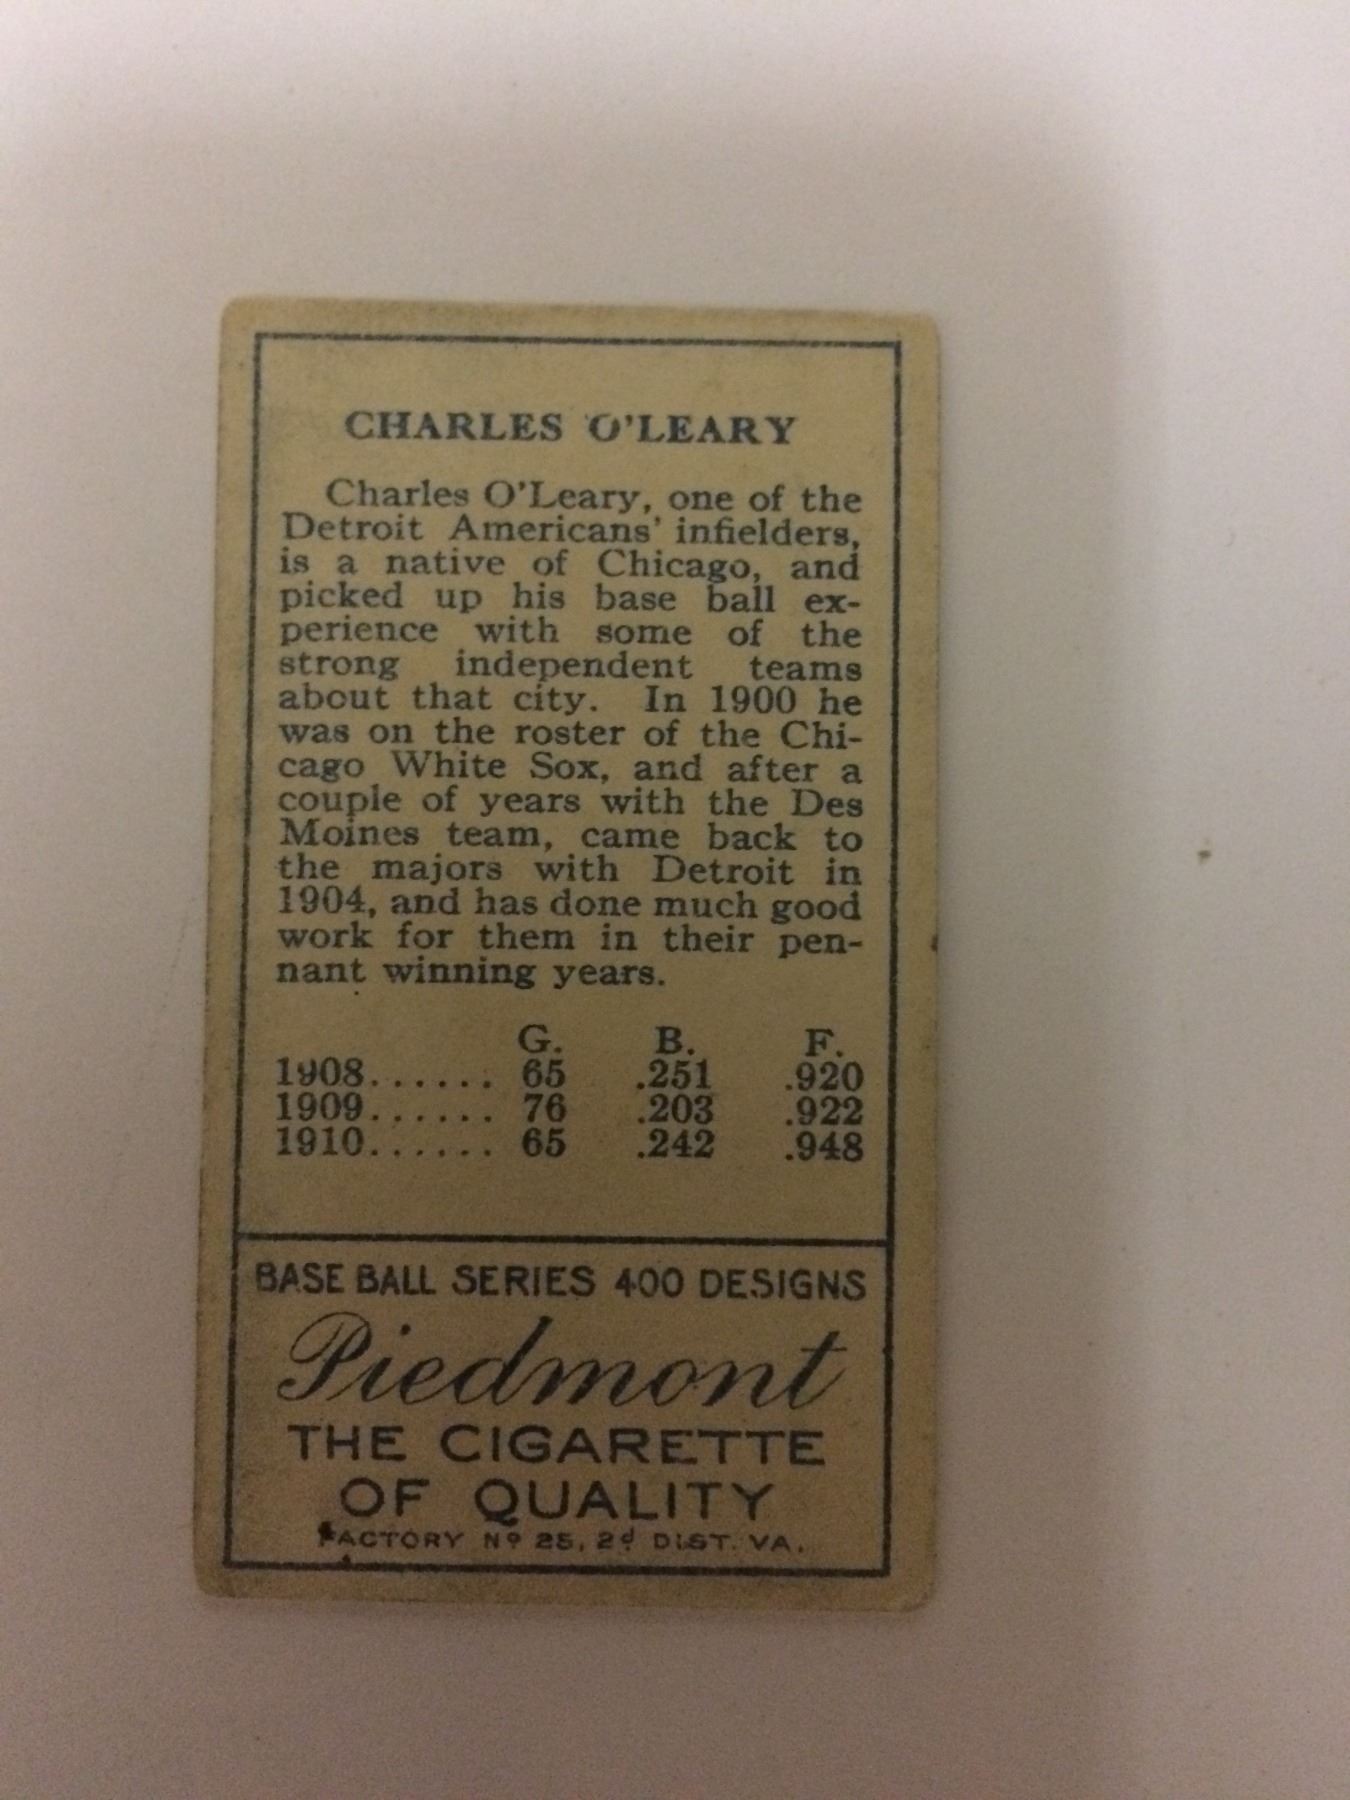 CHARLES O'LEARY
Charles O'Leary, one of the
Detroit Americans' infielders,
is a native of Chicago, and
picked up his base ball ex-
perience with some of the
strong independent teams
about that city. In 1900 he
was on the roster of the Chi-
cago White Sox, and after a
couple of years with the Des
Moines team, came back to
the majors with Detroit in
1904, and has done much good
work for them in their pen-
nant winning years.
G. B. F.
1908...... 65 .251 .920
1909...... 76 .203 .922
1910...... 65 .242 .948
BASE BALL SERIES 400 DESIGNS
Piedmont
THE CIGARETTE
OF QUALITY
FACTORY Nº 25, 2d DIST. VA.